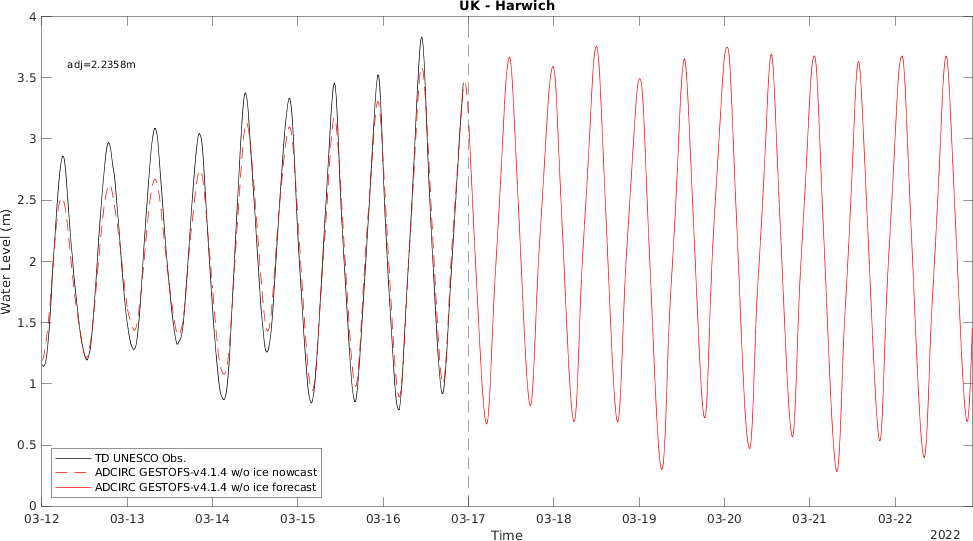 UK - Harwich
4
adj=2.2358m
3.5
3
2.5
2
1.5
1
0.5
0
Water Level (m)
TD UNESCO Obs.
ADCIRC GESTOFS-v4.1.4 w/o ice nowcast
ADCIRC GESTOFS-v4.1.4 w/o ice forecast
03-12 03-13 03-14 03-15 03-16 03-17 03-18 03-19 03-20 03-21 03-22
Time
2022